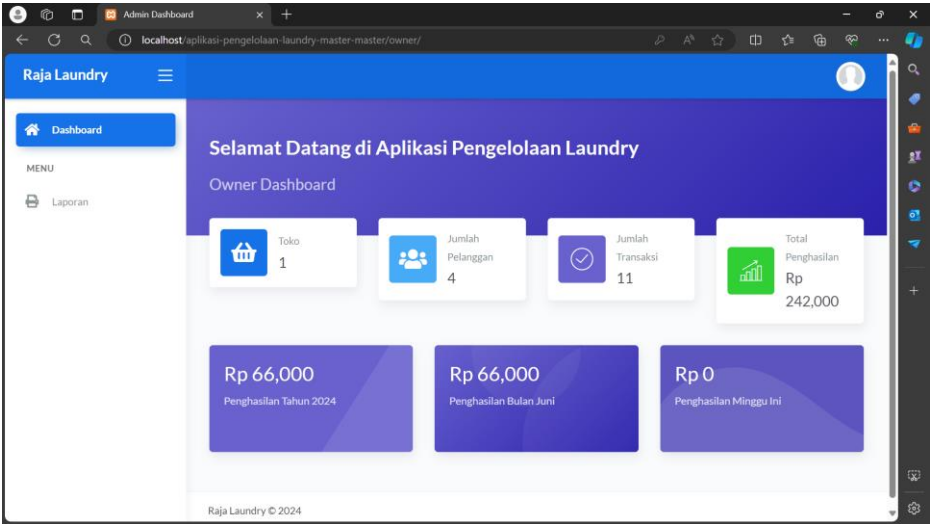 Admin Dashboard
localhost/aplikasi-pengelolaan-laundry-master-master/owner/
Raja Laundry
Dashboard
MENU
Laporan
Selamat Datang di Aplikasi Pengelolaan Laundry
Owner Dashboard
Toko
1
Jumlah
Pelanggan
4
Jumlah
Transaksi
11
Total
Penghasilan
Rp
242,000
Rp 66,000
Penghasilan Tahun 2024
Rp 66,000
Penghasilan Bulan Juni
Rp 0
Penghasilan Minggu Ini
Raja Laundry © 2024